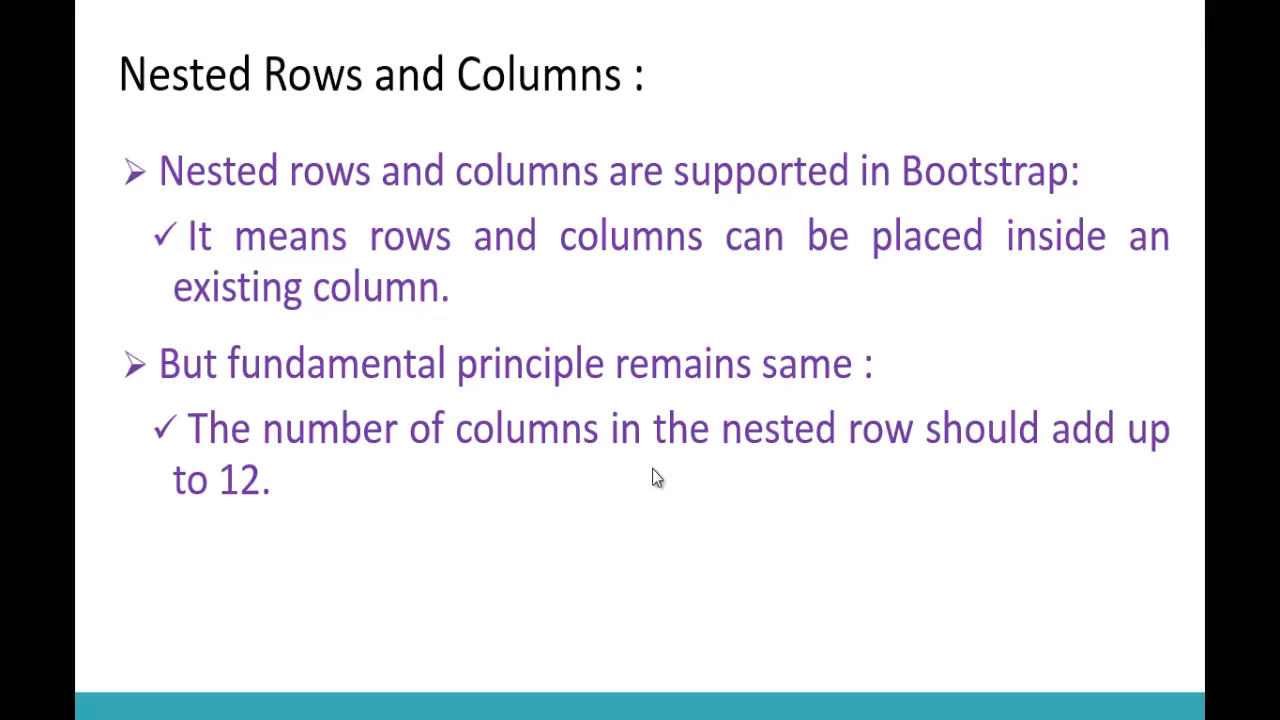 Nested Rows and Columns :
➢ Nested rows and columns are supported in Bootstrap:
✓ It means rows and columns can be placed inside an
existing column.
➢ But fundamental principle remains same :
✓ The number of columns in the nested row should add up
to 12.